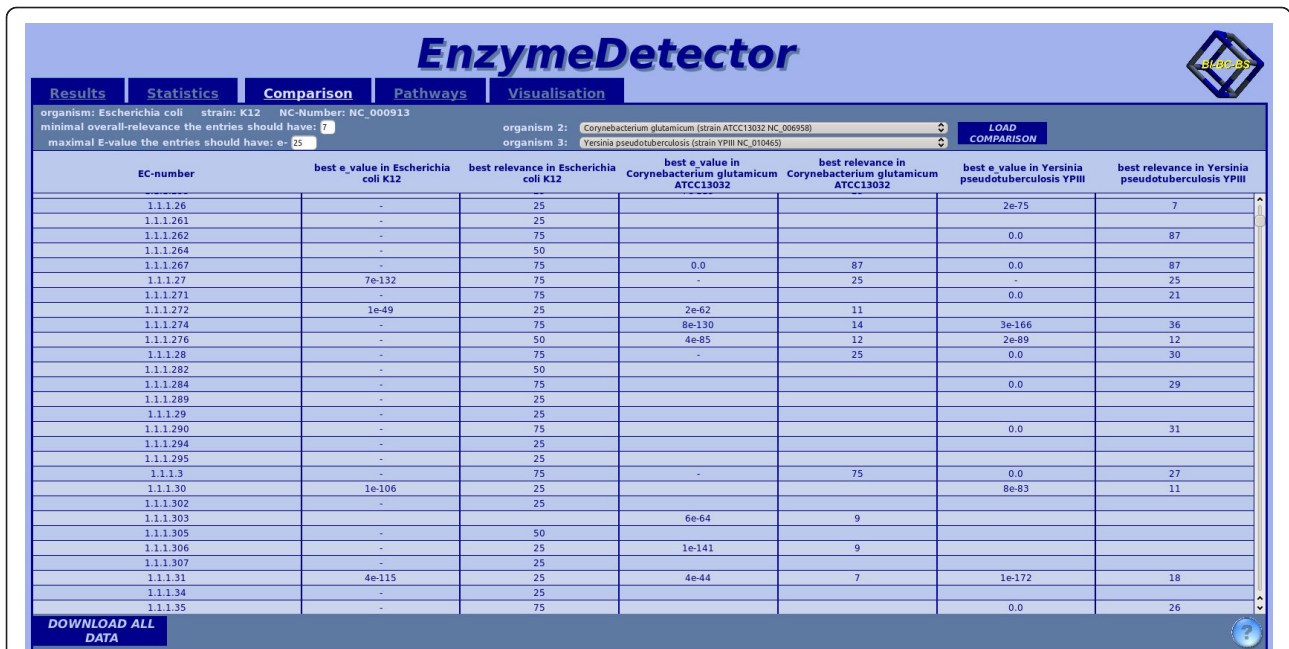 EnzymeDetector
BI-BC-BS
Results Statistics Comparison Pathways Visualisation
organism: Escherichia coli strain: K12 NC-Number: NC_000913
minimal overall-relevance the entries should have: 7
organism 2: Corynebacterium glutamicum (strain ATCC13032 NC_006958)
maximal E-value the entries should have: e- 25
organism 3: Yersinia pseudotuberculosis (strain YPIII NC_010465)
LOAD
COMPARISON
EC-number
best e_value in Escherichia
coli K12
best relevance in Escherichia
coli K12
best e_value in
Corynebacterium glutamicum
ATCC13032
best relevance in
Corynebacterium glutamicum
ATCC13032
best e_value in Yersinia
pseudotuberculosis YPIII
best relevance in Yersinia
pseudotuberculosis YPIII
1.1.1.26 - 25 2e-75 7
1.1.1.261 - 25
1.1.1.262 - 75 0.0 87
1.1.1.264 - 50
1.1.1.267 - 75 0.0 87 0.0 87
1.1.1.27 7e-132 75 - 25 - 25
1.1.1.271 - 75 0.0 21
1.1.1.272 1e-49 25 2e-62 11
1.1.1.274 - 75 8e-130 14 3e-166 36
1.1.1.276 - 50 4e-85 12 2e-89 12
1.1.1.28 - 75 - 25 0.0 30
1.1.1.282 - 50
1.1.1.284 - 75 0.0 29
1.1.1.289 - 25
1.1.1.29 - 25
1.1.1.290 - 75 0.0 31
1.1.1.294 - 25
1.1.1.295 - 25
1.1.1.3 - 75 - 75 0.0 27
1.1.1.30 1e-106 25 8e-83 11
1.1.1.302 - 25
1.1.1.303 6e-64 9
1.1.1.305 - 50
1.1.1.306 - 25 1e-141 9
1.1.1.307 - 25
1.1.1.31 4e-115 25 4e-44 7 1e-172 18
1.1.1.34 - 25
1.1.1.35 - 75 0.0 26
DOWNLOAD ALL
DATA
?